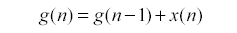 g(n) = g(n−1) + x(n)